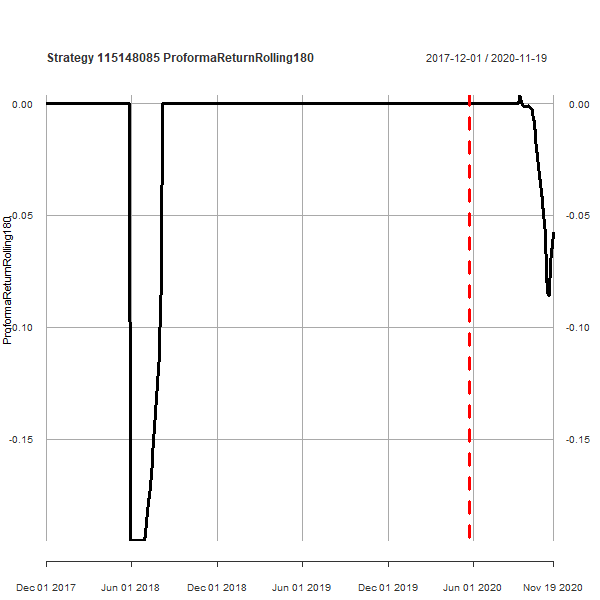 Strategy 115148085 ProformaReturnRolling180 2017-12-01 / 2020-11-19
0.00 0.00
-0.05 -0.05
ProformaReturnRolling180
-0.10 -0.10
-0.15 -0.15
Dec 01 2017 Jun 01 2018 Dec 01 2018 Jun 01 2019 Dec 01 2019 Jun 01 2020 Nov 19 2020